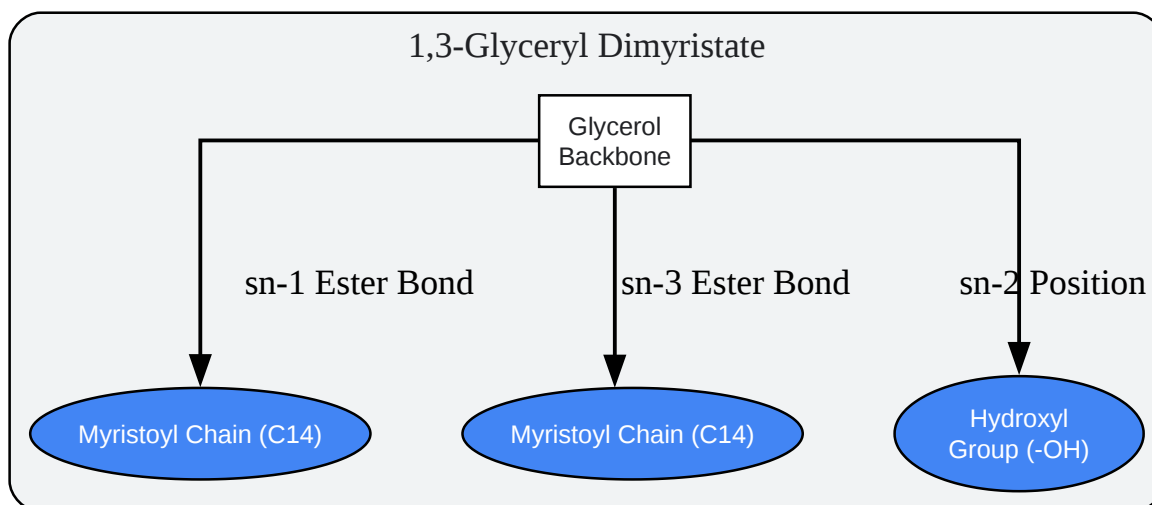 1,3-Glyceryl Dimyristate
Glycerol
Backbone
sn-1 Ester Bond
sn-3 Ester Bond
sn-2 Position
Myristoyl Chain (C14)
Myristoyl Chain (C14)
Hydroxyl
Group (-OH)